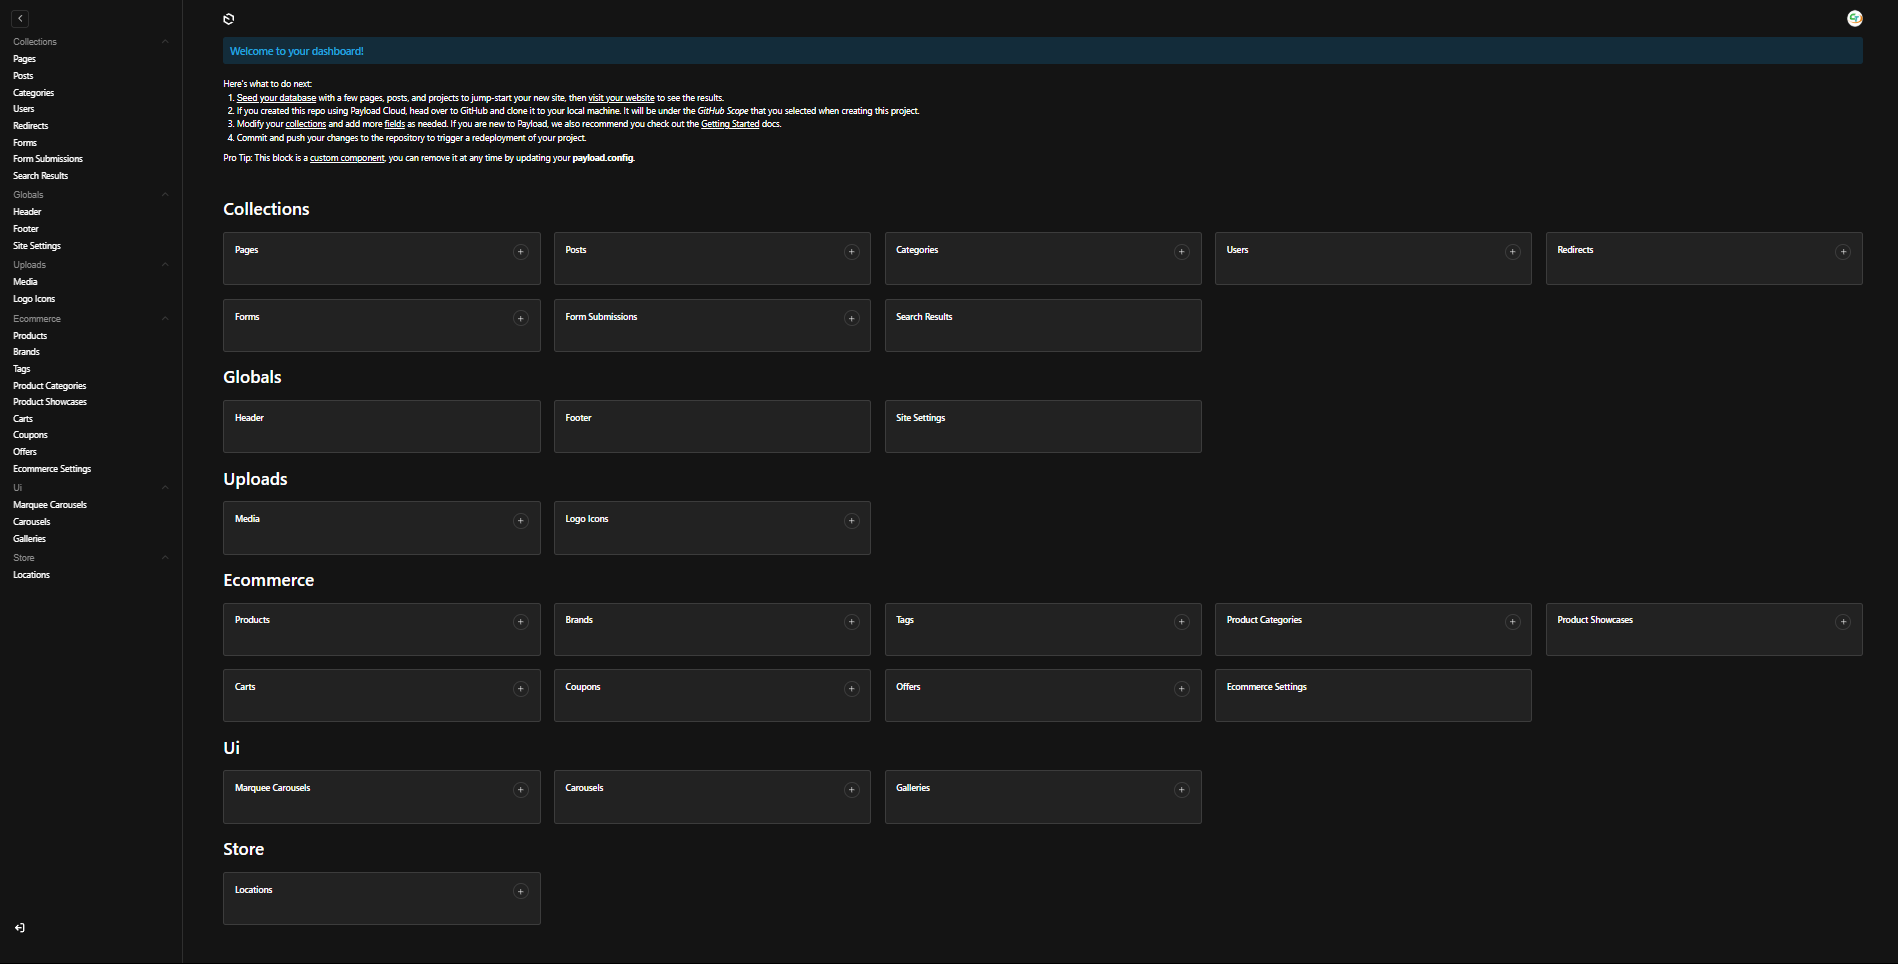 Collections
Pages
Posts
Categories
Users
Redirects
Forms
Form Submissions
Search Results
Globals
Header
Footer
Site Settings
Uploads
Media
Logo Icons
Ecommerce
Products
Brands
Tags
Product Categories
Product Showcases
Carts
Coupons
Offers
Ecommerce Settings
Ui
Marquee Carousels
Carousels
Galleries
Store
Locations
Welcome to your dashboard!
Here's what to do next:
1. Seed your database with a few pages, posts, and projects to jump-start your new site, then visit your website to see the results.
2. If you created this repo using Payload Cloud, head over to GitHub and clone it to your local machine. It will be under the GitHub Scope that you selected when creating this project.
3. Modify your collections and add more fields as needed. If you are new to Payload, we also recommend you check out the Getting Started docs.
4. Commit and push your changes to the repository to trigger a redeployment of your project.
Pro Tip: This block is a custom component, you can remove it at any time by updating your payload.config.
Collections
Pages
Posts
Categories
Users
Redirects
Forms
Form Submissions
Search Results
Globals
Header
Footer
Site Settings
Uploads
Media
Logo Icons
Ecommerce
Products
Brands
Tags
Product Categories
Product Showcases
Carts
Coupons
Offers
Ecommerce Settings
Ui
Marquee Carousels
Carousels
Galleries
Store
Locations